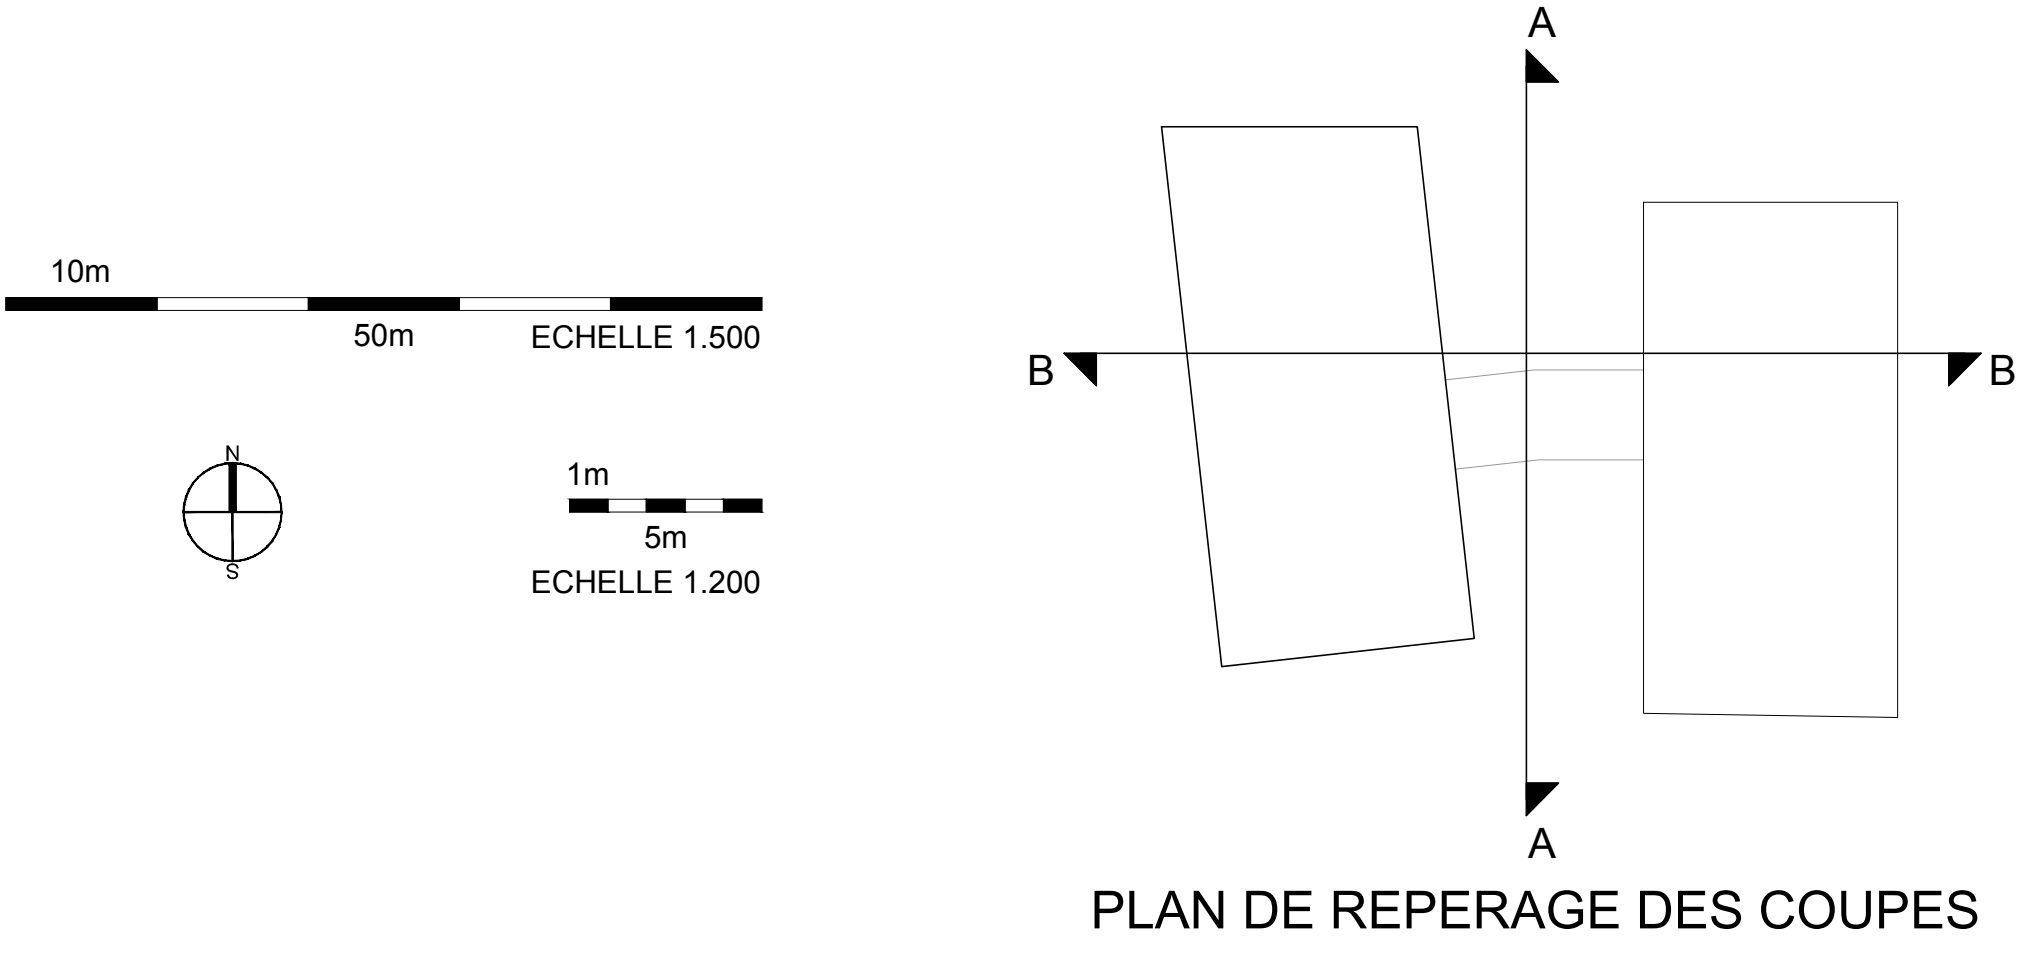 10m
50m
ECHELLE 1.500
N
S
1m
5m
ECHELLE 1.200
A
B
B
A
PLAN DE REPERAGE DES COUPES